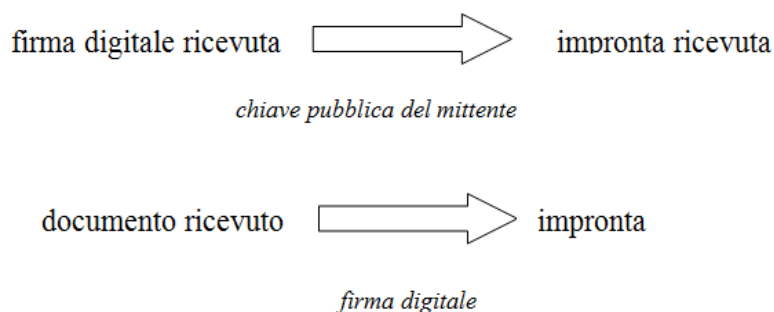 firma digitale ricevuta impronta ricevuta
chiave pubblica del mittente
documento ricevuto impronta
firma digitale